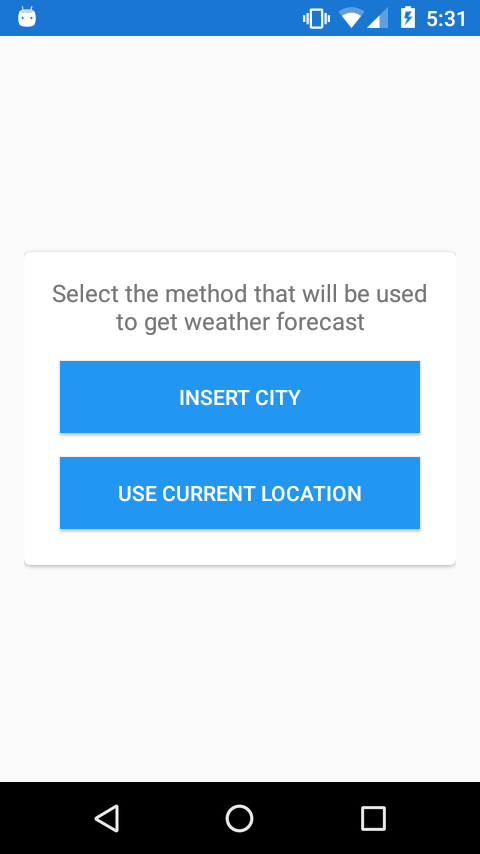 5:31
Select the method that will be used
to get weather forecast
INSERT CITY
USE CURRENT LOCATION